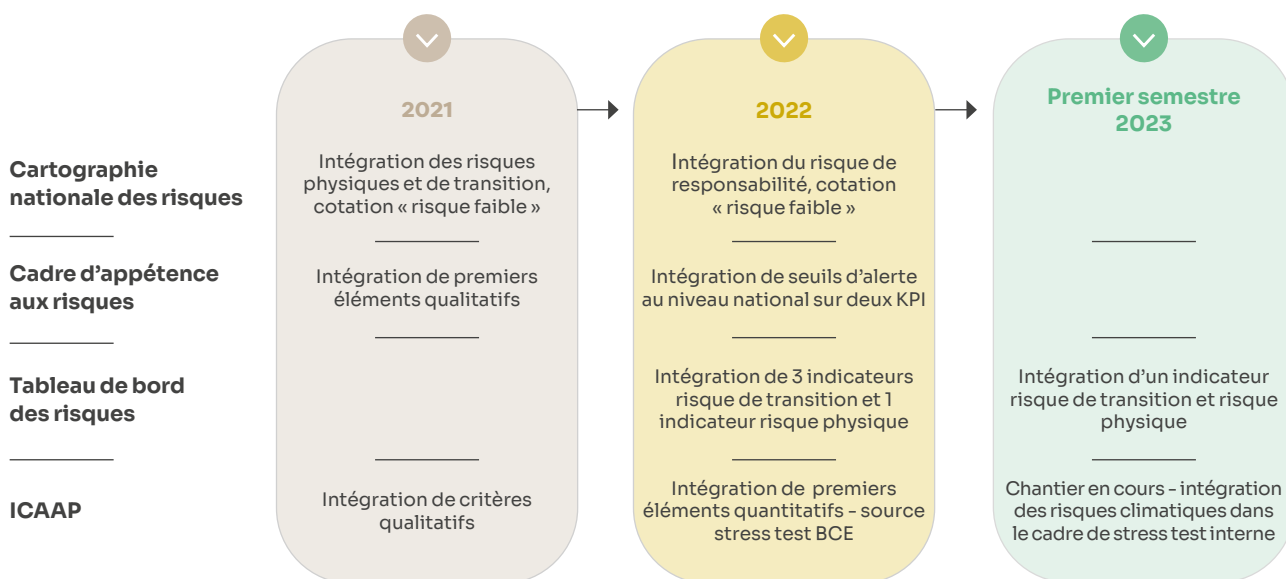 2021
2022
Premier semestre
2023
Cartographie
nationale des risques
Intégration des risques
physiques et de transition,
cotation « risque faible »
Intégration du risque de
responsabilité, cotation
« risque faible »
Cadre d’appétence
aux risques
Intégration de premiers
éléments qualitatifs
Intégration de seuils d’alerte
au niveau national sur deux KPI
Tableau de bord
des risques
Intégration de 3 indicateurs
risque de transition et 1
indicateur risque physique
Intégration d’un indicateur
risque de transition et risque
physique
ICAAP
Intégration de critères
qualitatifs
Intégration de premiers
éléments quantitatifs - source
stress test BCE
Chantier en cours - intégration
des risques climatiques dans
le cadre de stress test interne